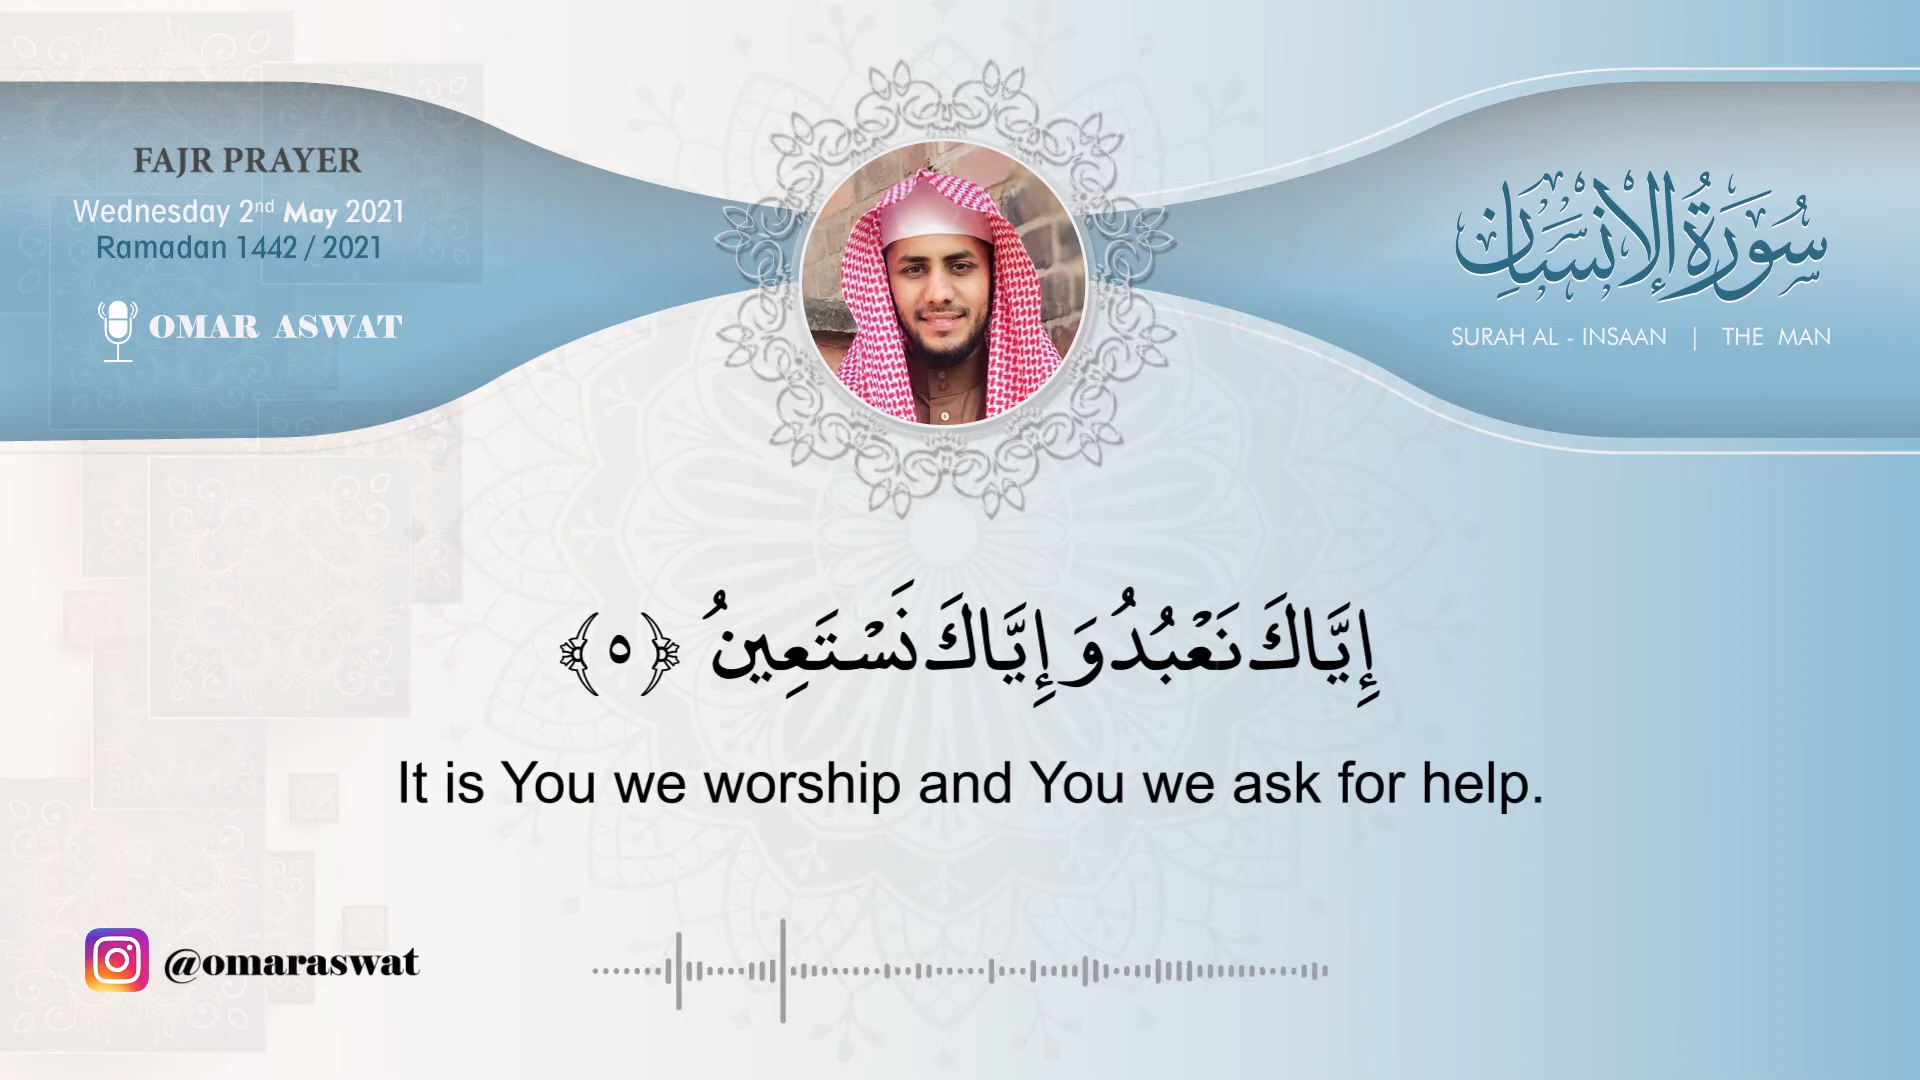 FAJR PRAYER
Wednesday 2nd May 2021
Ramadan 1442 / 2021
OMAR ASWAT
سُورَةُ الإِنسَانِ
SURAH AL - INSAAN | THE MAN
إِيَّاكَ نَعْبُدُ وَ إِيَّاكَ نَسْتَعِينُ ﴿٥﴾
It is You we worship and You we ask for help.
@omaraswat